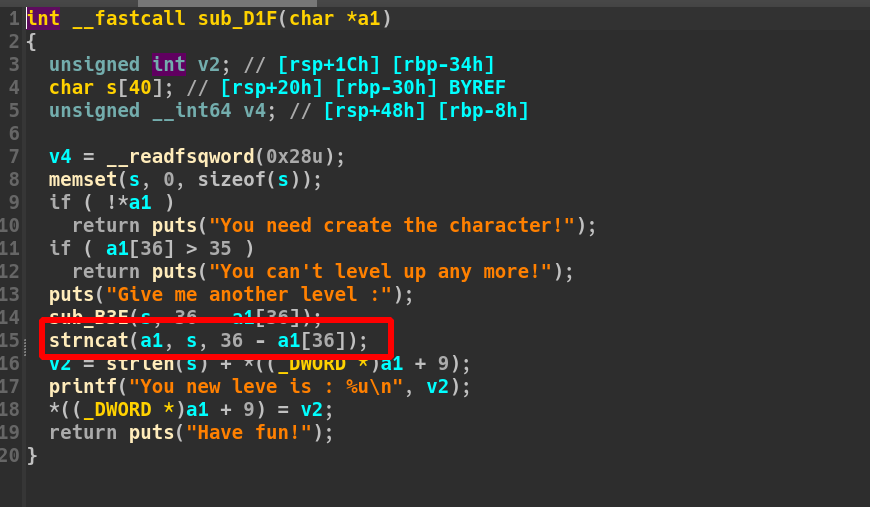 1 int __fastcall sub_D1F(char *a1)
2 {
3 unsigned int v2; // [rsp+1Ch] [rbp-34h]
4 char s[40]; // [rsp+20h] [rbp-30h] BYREF
5 unsigned __int64 v4; // [rsp+48h] [rbp-8h]
6
7 v4 = __readfsqword(0x28u);
8 memset(s, 0, sizeof(s));
9 if ( !*a1 )
10 return puts("You need create the character!");
11 if ( a1[36] > 35 )
12 return puts("You can't level up any more!");
13 puts("Give me another level :");
14 sub_B3E(s, 36 - a1[36]);
15 strncat(a1, s, 36 - a1[36]);
16 v2 = strlen(s) + *((_DWORD *)a1 + 9);
17 printf("You new leve is : %u\n", v2);
18 *((_DWORD *)a1 + 9) = v2;
19 return puts("Have fun!");
20 }